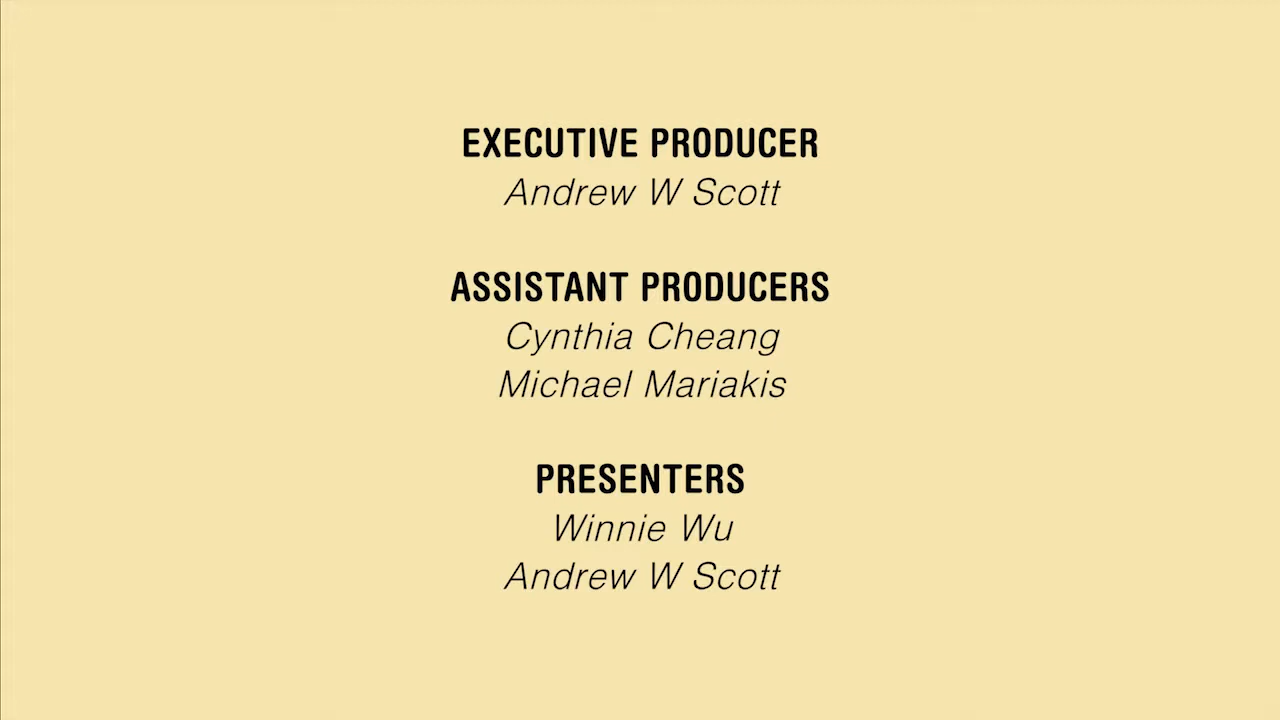 EXECUTIVE PRODUCER
Andrew W Scott
ASSISTANT PRODUCERS
Cynthia Cheang
Michael Mariakis
PRESENTERS
Winnie Wu
Andrew W Scott